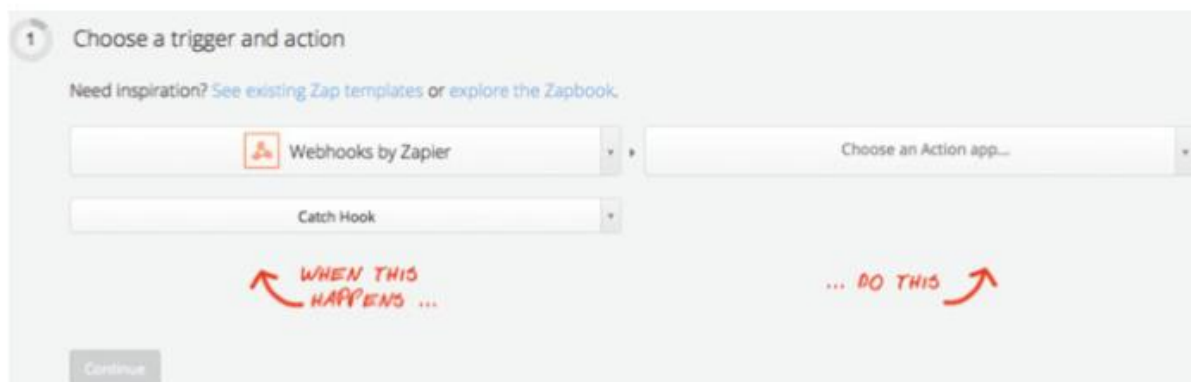 1 Choose a trigger and action
Need inspiration? See existing Zap templates or explore the Zapbook.
Webhooks by Zapier
Choose an Action app...
Catch Hook
WHEN THIS
HAPPENS ...
... DO THIS
Continue